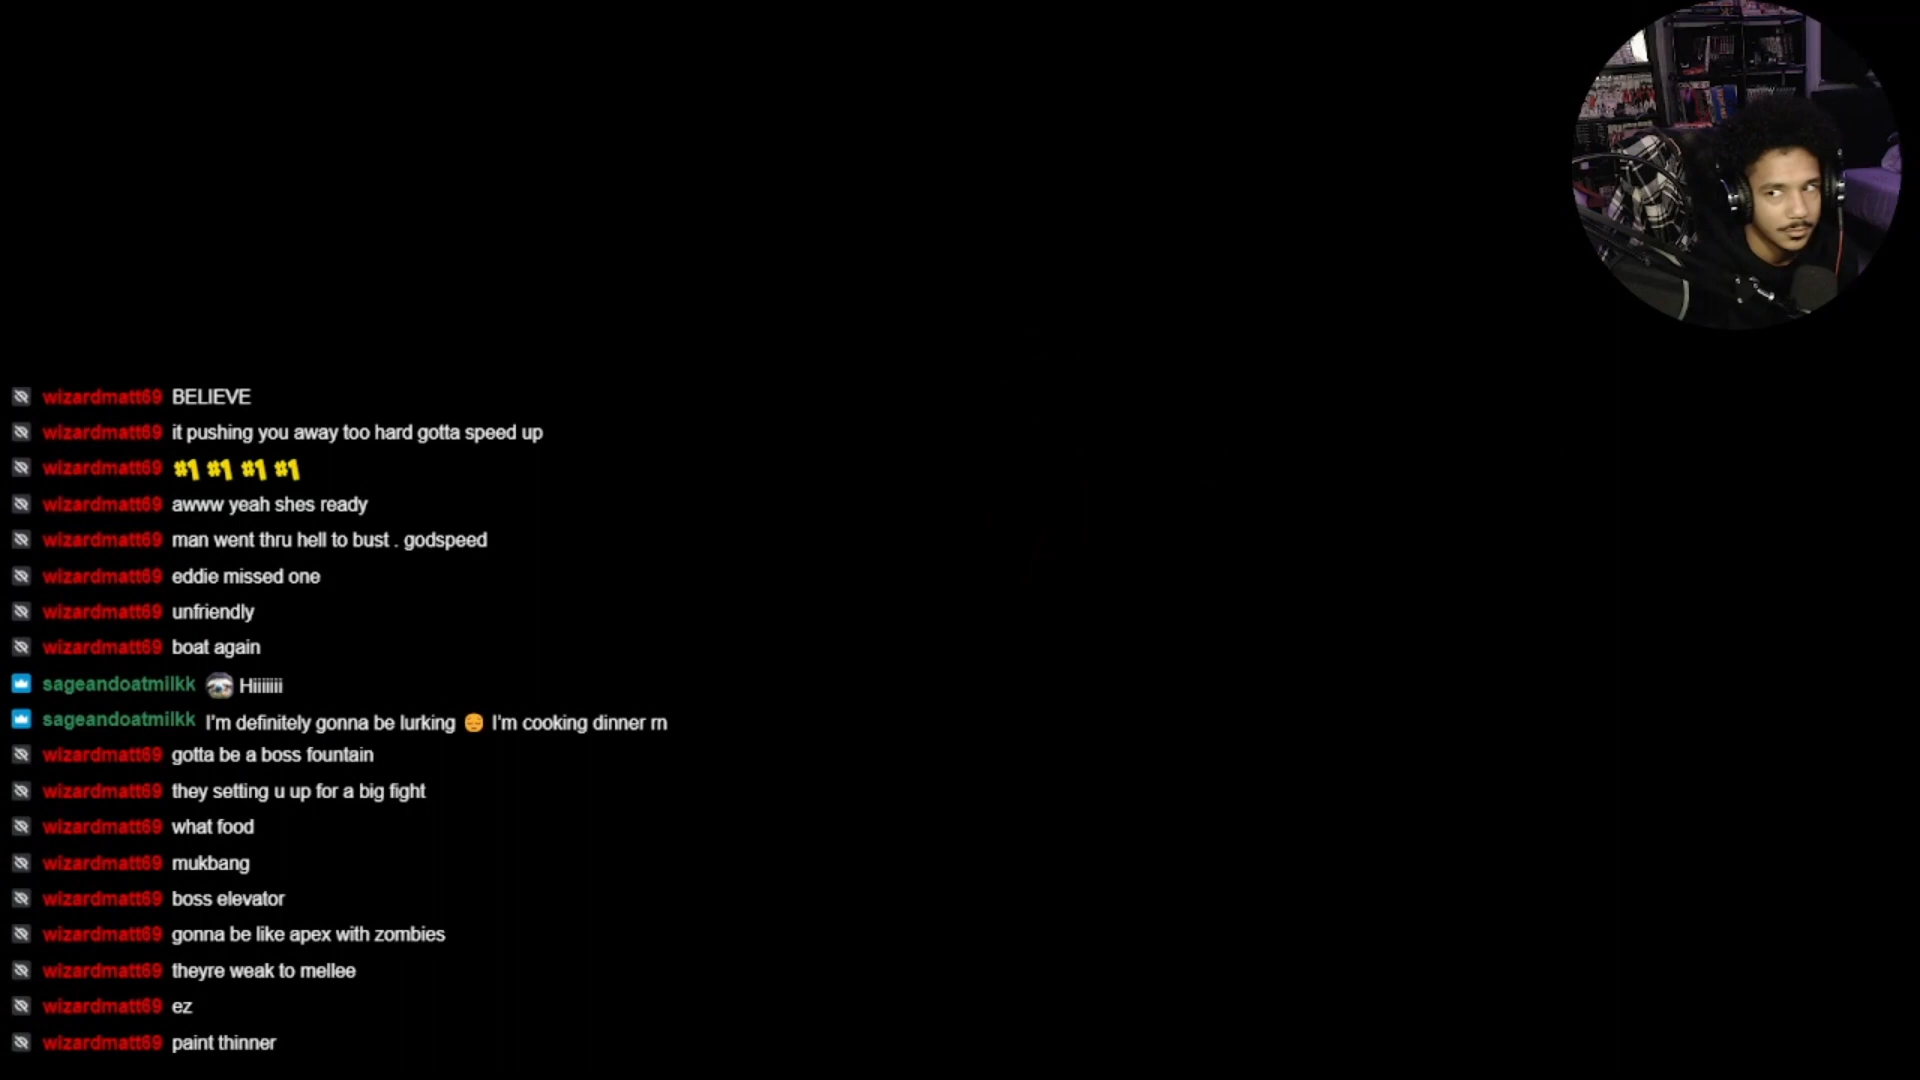 wizardmatt69 BELIEVE
wizardmatt69 it pushing you away too hard gotta speed up
wizardmatt69 #1 #1 #1 #1
wizardmatt69 awww yeah shes ready
wizardmatt69 man went thru hell to bust . godspeed
wizardmatt69 eddie missed one
wizardmatt69 unfriendly
wizardmatt69 boat again
sageandoatmilkk Hiiiiiii
sageandoatmilkk I'm definitely gonna be lurking 😔 I'm cooking dinner rn
wizardmatt69 gotta be a boss fountain
wizardmatt69 they setting u up for a big fight
wizardmatt69 what food
wizardmatt69 mukbang
wizardmatt69 boss elevator
wizardmatt69 gonna be like apex with zombies
wizardmatt69 theyre weak to mellee
wizardmatt69 ez
wizardmatt69 paint thinner